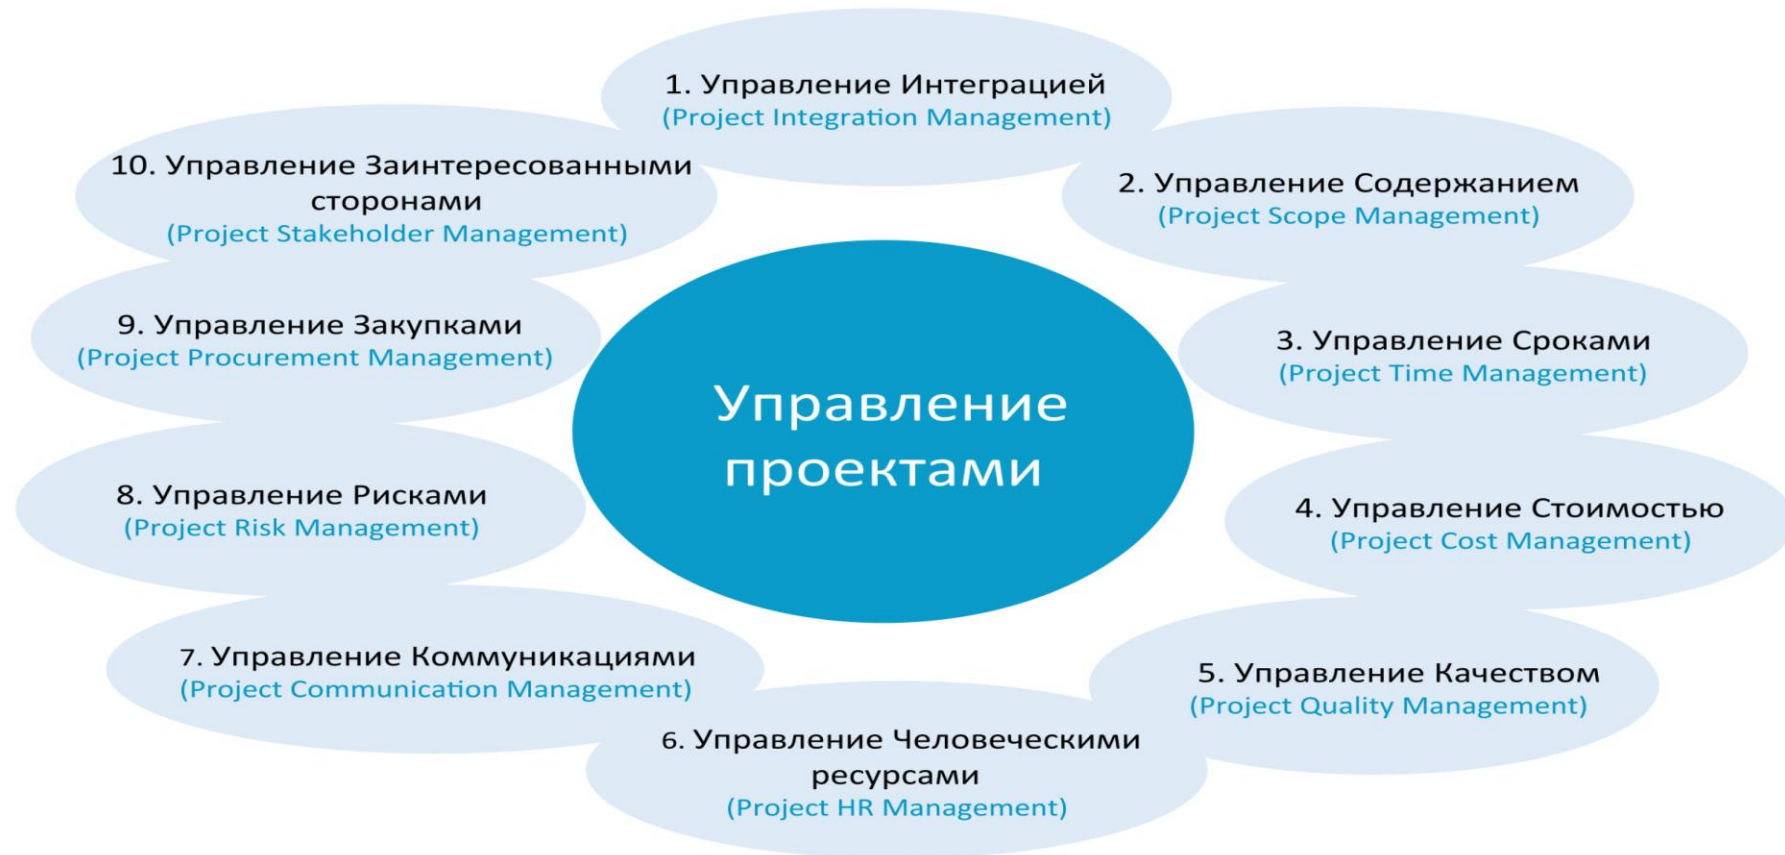 1. Управление Интеграцией
(Project Integration Management)
2. Управление Содержанием
(Project Scope Management)
3. Управление Сроками
(Project Time Management)
4. Управление Стоимостью
(Project Cost Management)
5. Управление Качеством
(Project Quality Management)
6. Управление Человеческими
ресурсами
(Project HR Management)
7. Управление Коммуникациями
(Project Communication Management)
8. Управление Рисками
(Project Risk Management)
9. Управление Закупками
(Project Procurement Management)
10. Управление Заинтересованными
сторонами
(Project Stakeholder Management)
Управление
проектами